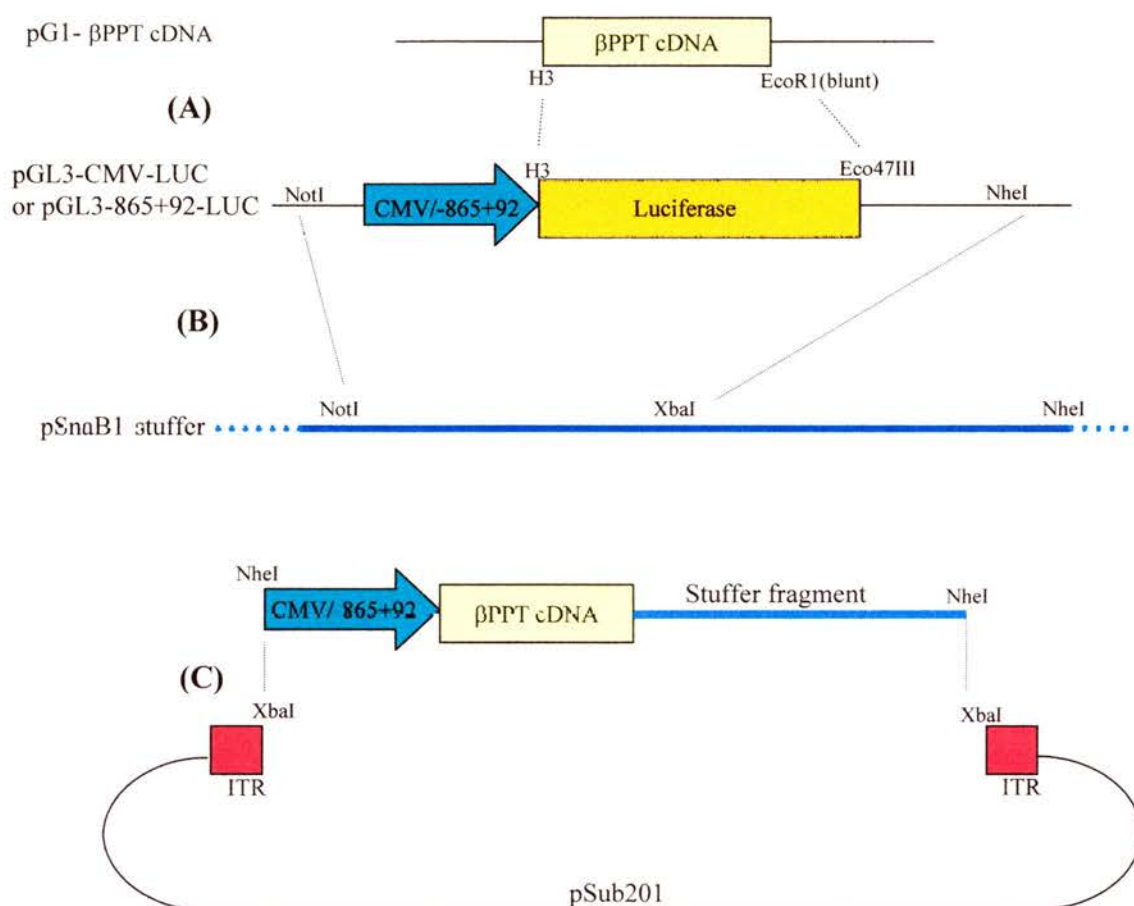 pG1- βPPT cDNA
βPPT cDNA
H3
EcoR1(blunt)
(A)
pGL3-CMV-LUC
or pGL3-865+92-LUC
NotI
CMV/-865+92
H3
Luciferase
Eco47III
NheI
(B)
pSnaB1 stuffer
NotI
XbaI
NheI
NheI
CMV/ 865+92
βPPT cDNA
Stuffer fragment
NheI
(C)
XbaI
XbaI
ITR
ITR
pSub201